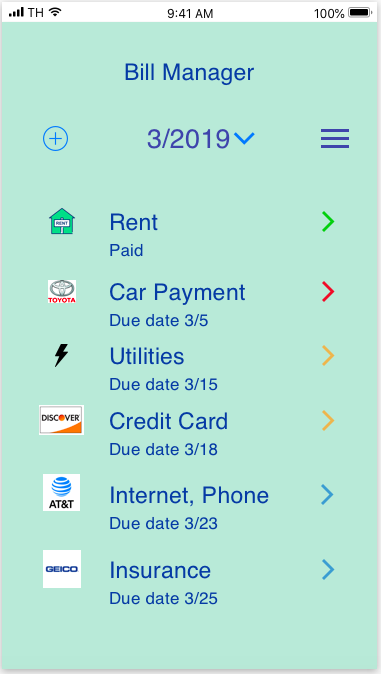 TH 9:41 AM 100%
Bill Manager
3/2019
RENT
Rent
Paid
TOYOTA
Car Payment
Due date 3/5
Utilities
Due date 3/15
DISCOVER
Credit Card
Due date 3/18
AT&T
Internet, Phone
Due date 3/23
GEICO
Insurance
Due date 3/25